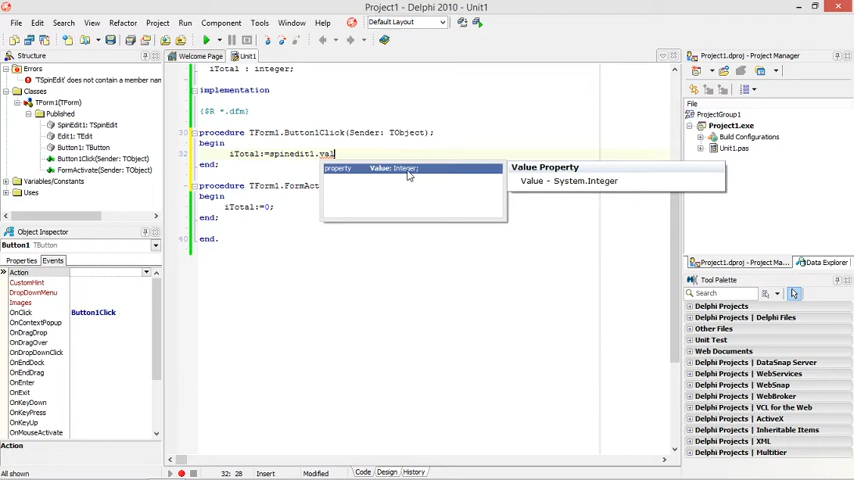 Project1 - Delphi 2010 - Unit1
File Edit Search View Refactor Project Run Component Tools Window Help
Default Layout
Structure
Errors
TSpinEdit' does not contain a member nam
Classes
TForm1(TForm)
Published
SpinEdit1: TSpinEdit
Edit1: TEdit
Button1: TButton
Button1Click(Sender: TObject)
FormActivate(Sender: TObject)
Variables/Constants
Uses
Object Inspector
Button1 TButton
Properties Events
Action
CustomHint
DropDownMenu
Images
OnClick Button1Click
OnContextPopup
OnDragDrop
OnDragOver
OnDropDownClick
OnEndDock
OnEndDrag
OnEnter
OnExit
OnKeyDown
OnKeyPress
OnKeyUp
OnMouseActivate
Action
All shown
Welcome Page Unit1
iTotal : integer;
implementation
{$R *.dfm}
30 procedure TForm1.Button1Click(Sender: TObject);
begin
32 iTotal:=spinedit1.val
end;
property Value: Integer;
Value Property
Value - System.Integer
procedure TForm1.FormAct
begin
iTotal:=0;
end;
40 end.
32: 28 Insert Modified Code Design History
Project1.dproj - Project Manager
File
ProjectGroup1
Project1.exe
Build Configurations
Unit1.pas
Project1.dproj - Project Ma... Data Explorer
Tool Palette
Search
Delphi Projects
Delphi Projects | Delphi Files
Other Files
Unit Test
Web Documents
Delphi Projects | DataSnap Server
Delphi Projects | WebServices
Delphi Projects | WebSnap
Delphi Projects | WebBroker
Delphi Projects | VCL for the Web
Delphi Projects | ActiveX
Delphi Projects | Inheritable Items
Delphi Projects | XML
Delphi Projects | Multitier